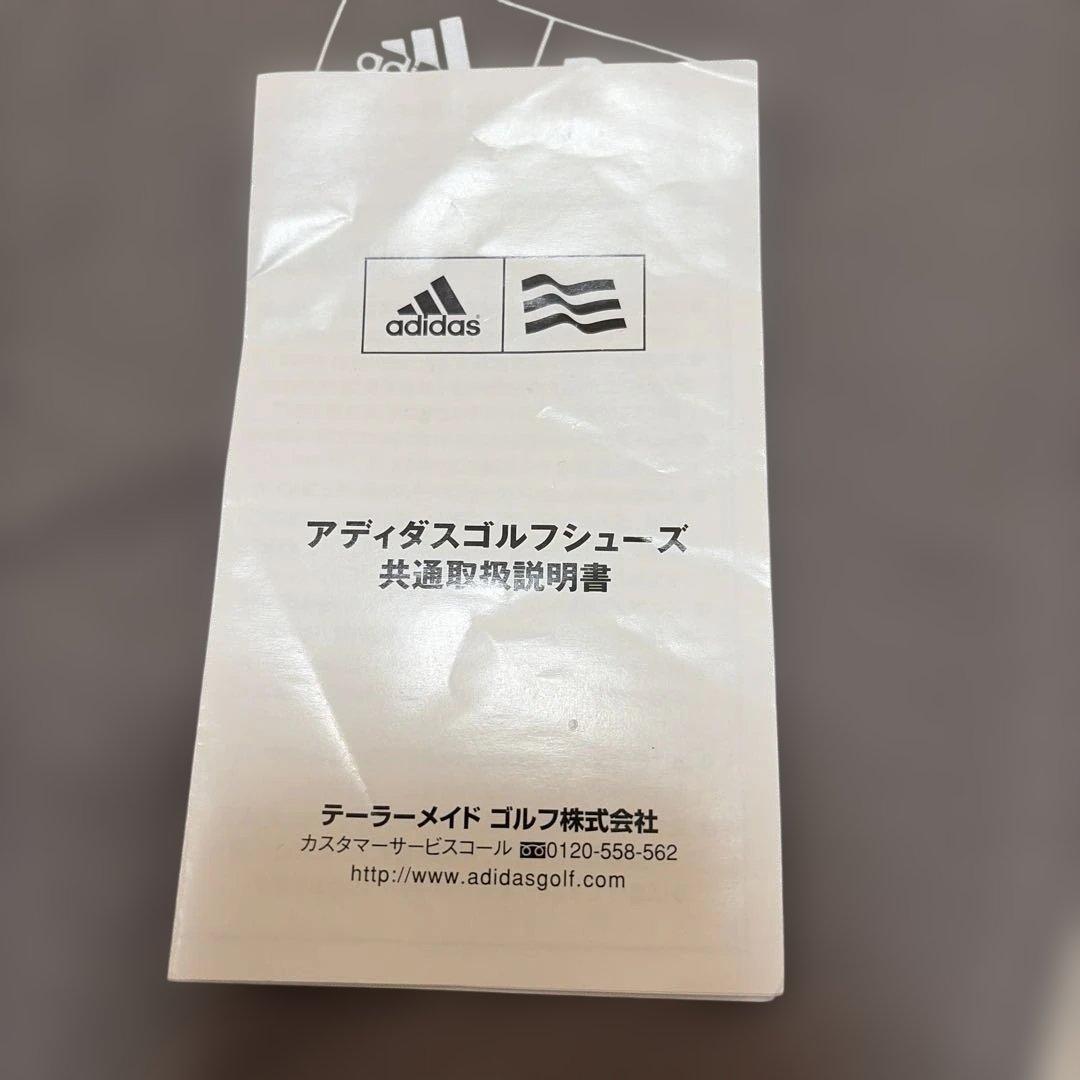 adidas
アディダスゴルフシューズ
共通取扱説明書
テーラーメイド ゴルフ株式会社
カスタマーサービスコール 0120-558-562
http://www.adidasgolf.com